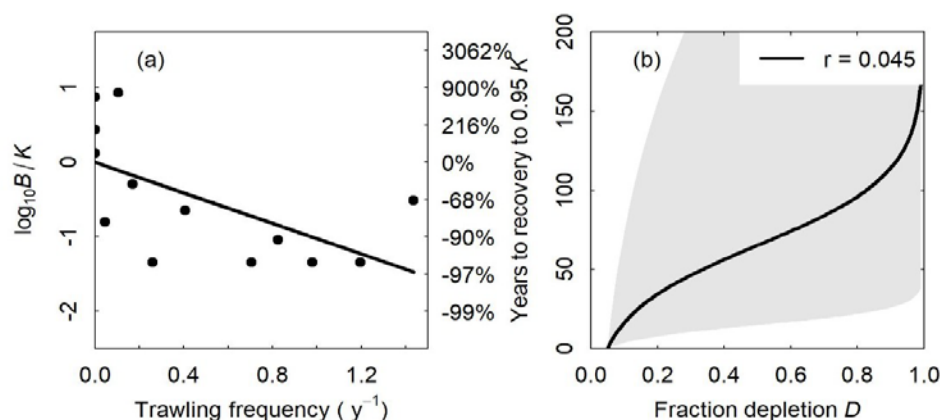 (a)
log10B / K
1
0
-1
-2
0.0 0.4 0.8 1.2
Trawling frequency ( y⁻¹)
3062%
900%
216%
0%
-68%
-90%
-97%
-99%
Years to recovery to 0.95 K
(b)
r = 0.045
200
150
100
50
0
0.0 0.2 0.4 0.6 0.8 1.0
Fraction depletion D